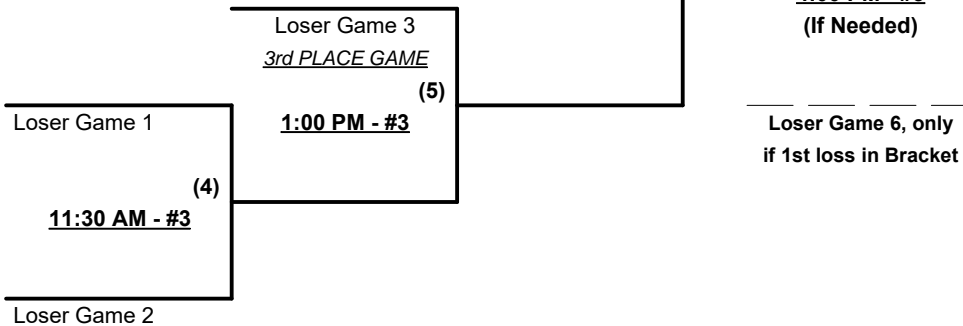 (If Needed)
Loser Game 3
3rd PLACE GAME
(5)
1:00 PM - #3
Loser Game 1
Loser Game 6, only
if 1st loss in Bracket
(4)
11:30 AM - #3
Loser Game 2